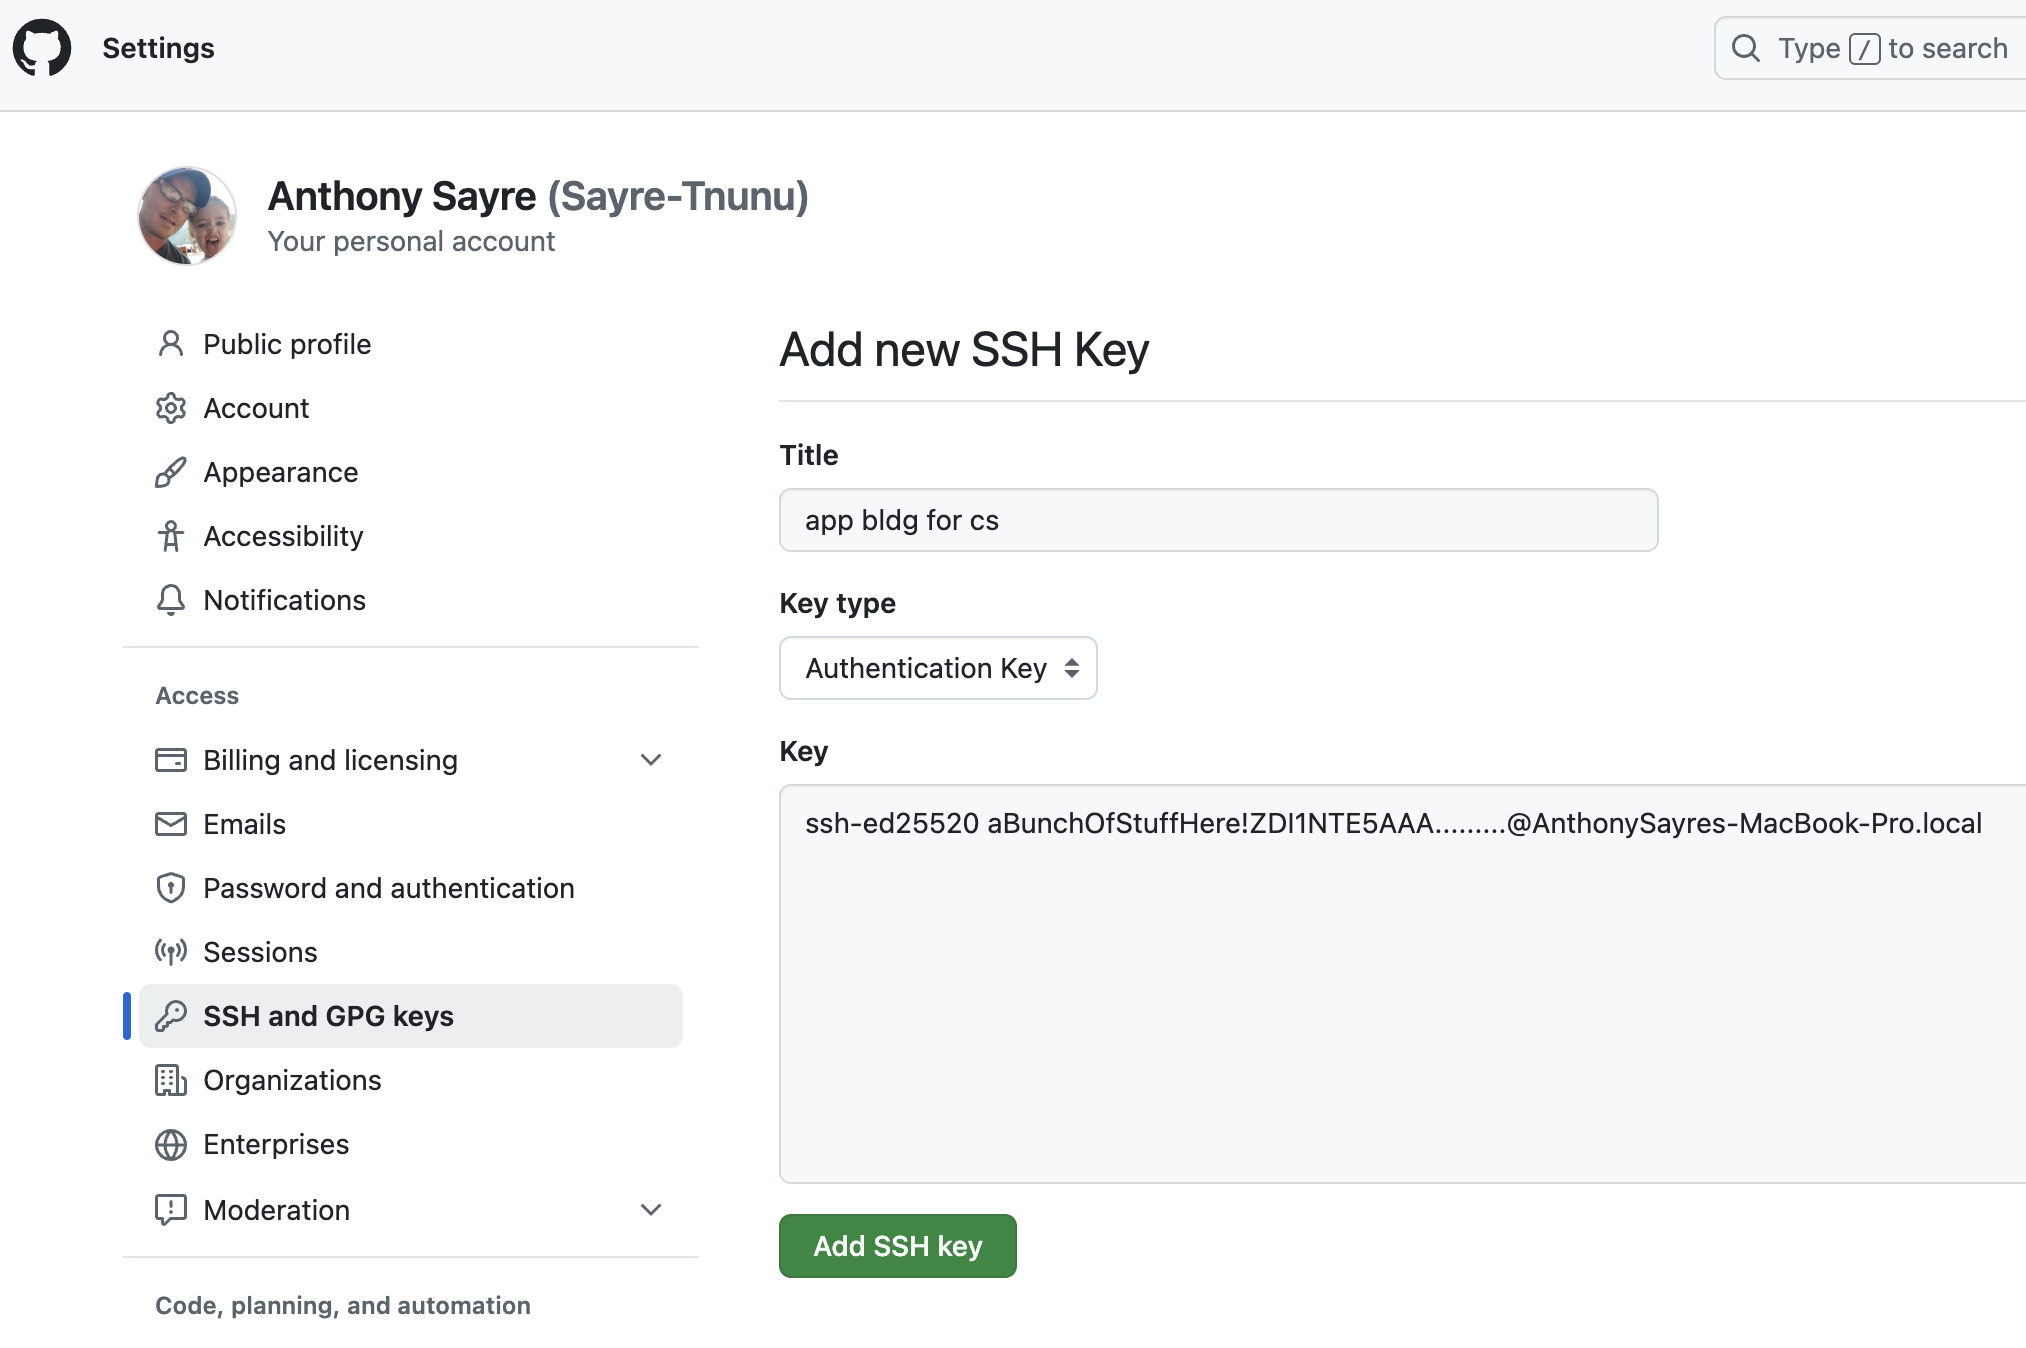 Settings
Type / to search
Anthony Sayre (Sayre-Tnunu)
Your personal account
Public profile
Account
Appearance
Accessibility
Notifications
Access
Billing and licensing
Emails
Password and authentication
Sessions
SSH and GPG keys
Organizations
Enterprises
Moderation
Code, planning, and automation
Add new SSH Key
Title
app bldg for cs
Key type
Authentication Key
Key
ssh-ed25520 aBunchOfStuffHere!ZDI1NTE5AAA.........@AnthonySayres-MacBook-Pro.local
Add SSH key